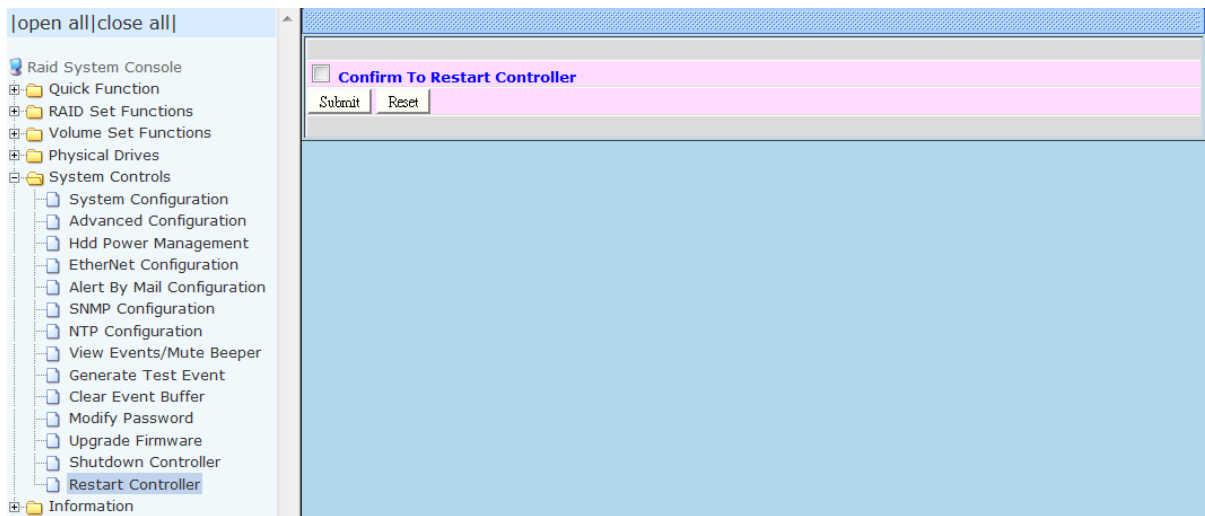 |open all|close all|
Raid System Console
Quick Function
RAID Set Functions
Volume Set Functions
Physical Drives
System Controls
System Configuration
Advanced Configuration
Hdd Power Management
EtherNet Configuration
Alert By Mail Configuration
SNMP Configuration
NTP Configuration
View Events/Mute Beeper
Generate Test Event
Clear Event Buffer
Modify Password
Upgrade Firmware
Shutdown Controller
Restart Controller
Information
Confirm To Restart Controller
Submit Reset